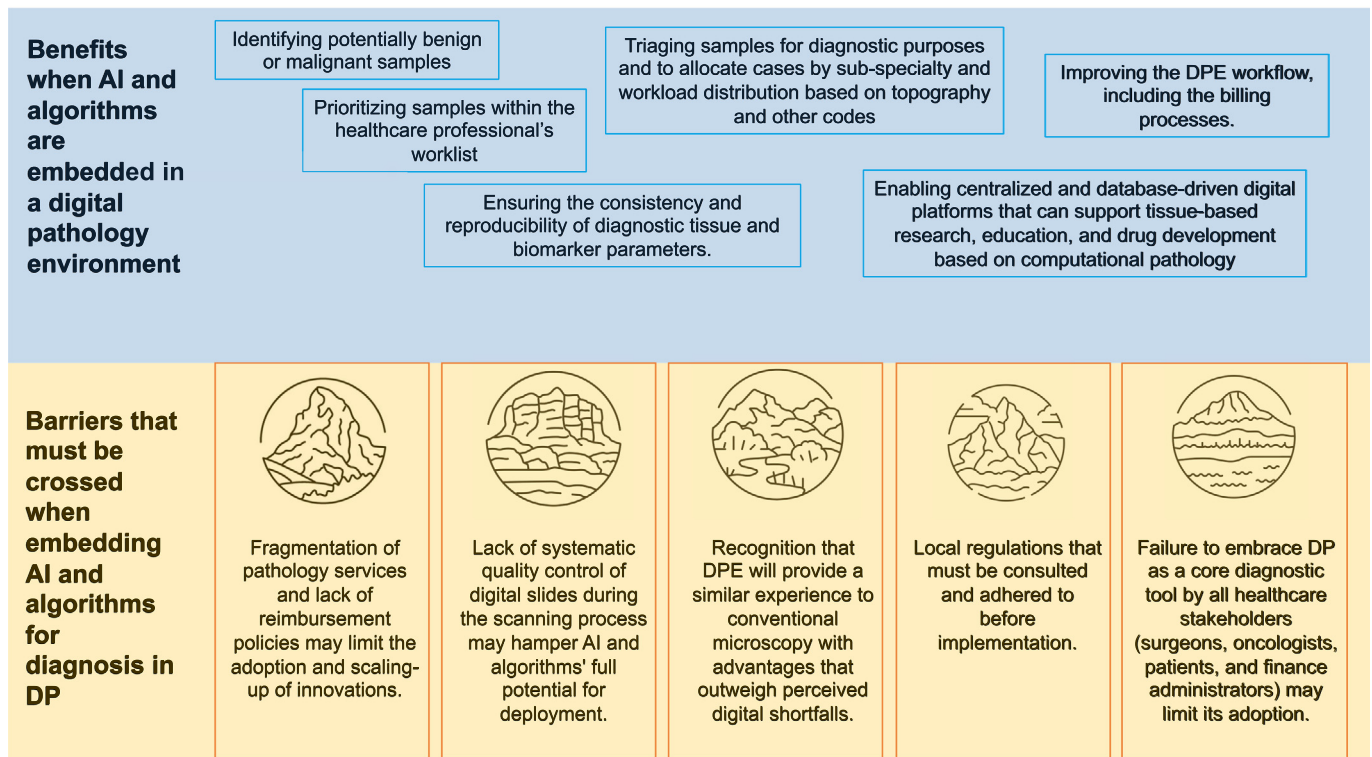 Benefits
when AI and
algorithms
are
embedded in
a digital
pathology
environment
Identifying potentially benign
or malignant samples
Prioritizing samples within the
healthcare professional's
worklist
Ensuring the consistency and
reproducibility of diagnostic tissue and
biomarker parameters.
Triaging samples for diagnostic purposes
and to allocate cases by sub-specialty and
workload distribution based on topography
and other codes
Improving the DPE workflow,
including the billing
processes.
Enabling centralized and database-driven digital
platforms that can support tissue-based
research, education, and drug development
based on computational pathology
Barriers that
must be
crossed
when
embedding
AI and
algorithms
for
diagnosis in
DP
Fragmentation of
pathology services
and lack of
reimbursement
policies may limit the
adoption and scaling-
up of innovations.
Lack of systematic
quality control of
digital slides during
the scanning process
may hamper AI and
algorithms' full
potential for
deployment.
Recognition that
DPE will provide a
similar experience to
conventional
microscopy with
advantages that
outweigh perceived
digital shortfalls.
Local regulations that
must be consulted
and adhered to
before
implementation.
Failure to embrace DP
as a core diagnostic
tool by all healthcare
stakeholders
(surgeons, oncologists,
patients, and finance
administrators) may
limit its adoption.